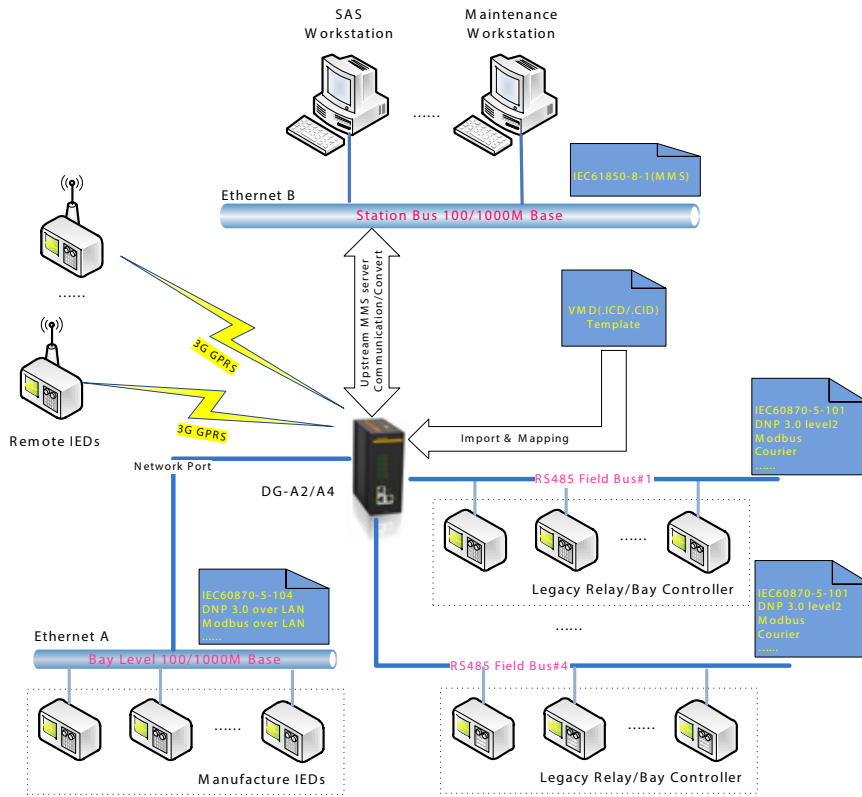 SAS
Workstation
Maintenance
Workstation
......
IEC61850-8-1(MMS)
Ethernet B
Station Bus 100/1000M Base
Upstream MMS server
Communication/Convert
VMD(.ICD/.CID)
Template
......
3G GPRS
3G GPRS
Remote IEDs
Import & Mapping
Network Port
DG-A2/A4
IEC60870-5-101
DNP 3.0 level2
Modbus
Courier
......
RS485 Field Bus#1
......
Legacy Relay/Bay Controller
IEC60870-5-104
DNP 3.0 over LAN
Modbus over LAN
......
Ethernet A
Bay Level 100/1000M Base
......
Manufacture IEDs
......
IEC60870-5-101
DNP 3.0 level2
Modbus
Courier
......
RS485 Field Bus#4
......
Legacy Relay/Bay Controller